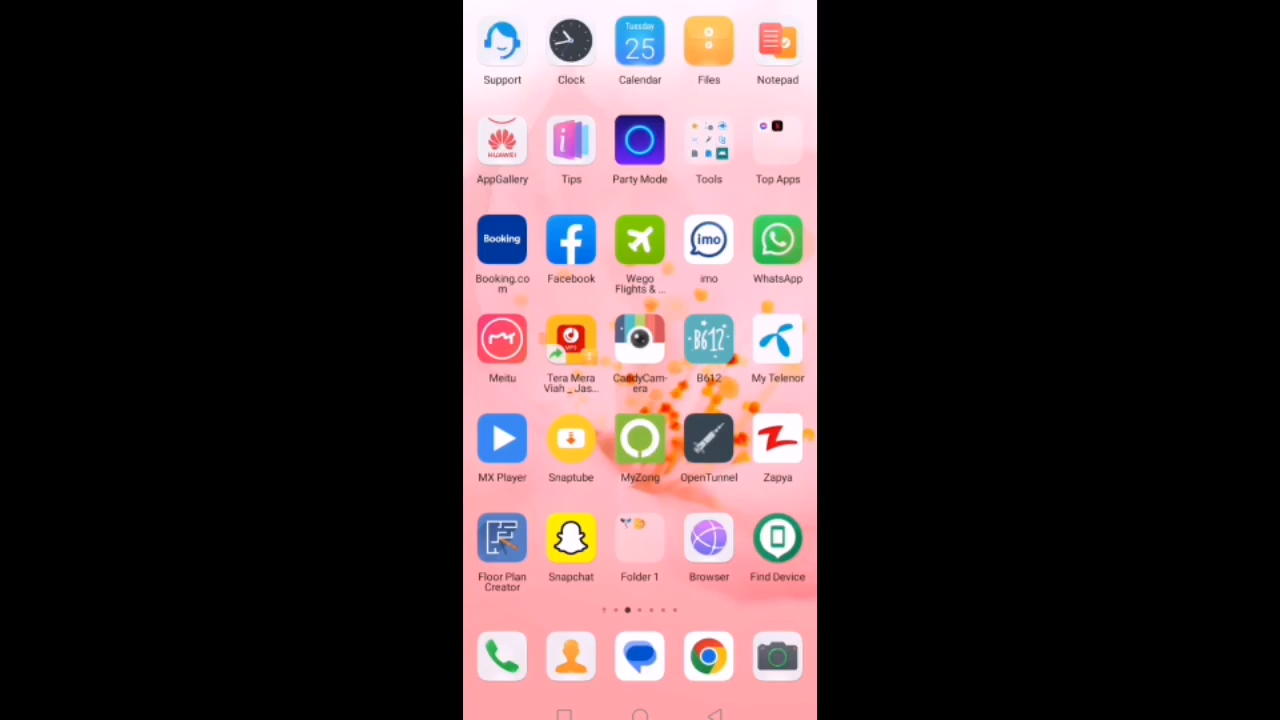 Tuesday
25
Support
Clock
Calendar
Files
Notepad
HUAWEI
AppGallery
Tips
Party Mode
Tools
Top Apps
Booking
imo
Booking.co
m
Facebook
Wego
Flights & ...
imo
WhatsApp
MP3
B612
Meitu
Tera Mera
Viah _ Jas...
CandyCam-
era
B612
My Telenor
MX Player
Snaptube
MyZong
OpenTunnel
Zapya
Floor Plan
Creator
Snapchat
Folder 1
Browser
Find Device